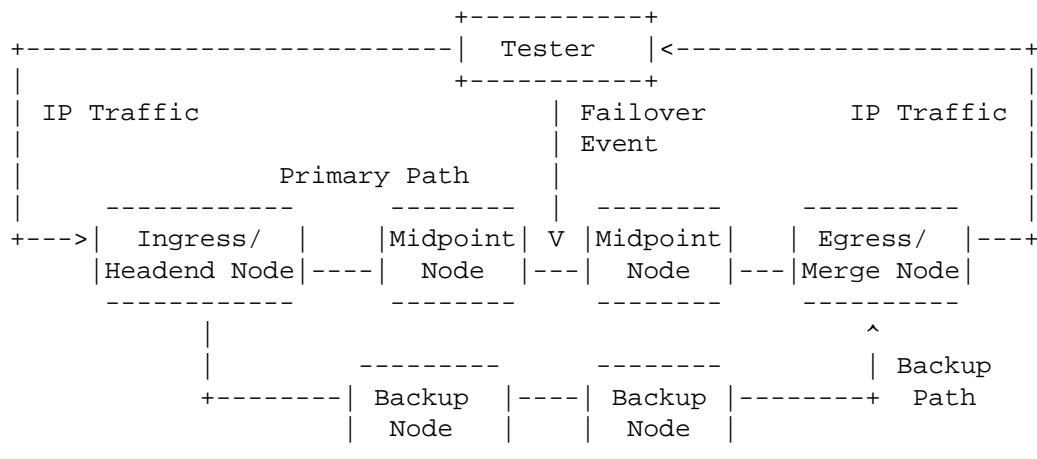 Tester
IP Traffic Failover IP Traffic
Event
Primary Path
Ingress/ Midpoint V Midpoint Egress/
Headend Node Node Node Merge Node
Backup
Backup Backup Path
Node Node